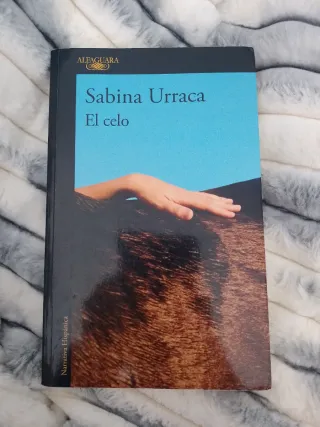 ALFAGUARA
Sabina Urraca
El celo
Narrativa Hispánica